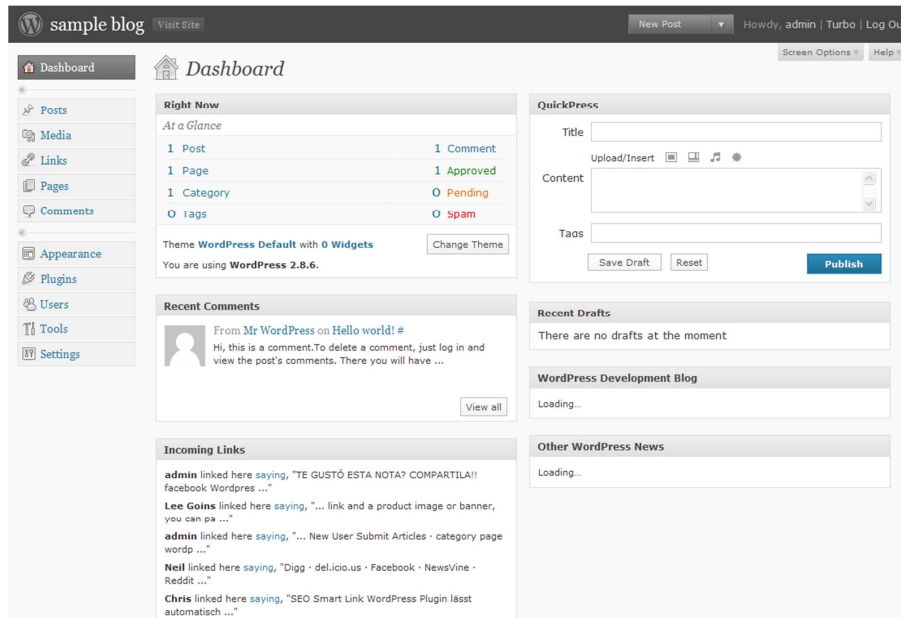 sample blog Visit Site New Post Howdy, admin | Turbo | Log Ou
Screen Options Help
Dashboard
Posts
Media
Links
Pages
Comments
Appearance
Plugins
Users
Tools
Settings
Dashboard
Right Now
At a Glance
1 Post 1 Comment
1 Page 1 Approved
1 Category 0 Pending
0 Tags 0 Spam
Theme WordPress Default with 0 Widgets Change Theme
You are using WordPress 2.8.6.
Recent Comments
From Mr WordPress on Hello world! #
Hi, this is a comment.To delete a comment, just log in and
view the post's comments. There you will have ...
View all
Incoming Links
admin linked here saying, "TE GUSTÓ ESTA NOTA? COMPARTILA!!
facebook Wordpres ..."
Lee Goins linked here saying, "... link and a product image or banner,
you can pa ..."
admin linked here saying, "... New User Submit Articles · category page
wordp ..."
Neil linked here saying, "Digg · del.icio.us · Facebook · NewsVine ·
Reddit ..."
Chris linked here saying, "SEO Smart Link WordPress Plugin lässt
automatisch ..."
QuickPress
Title
Upload/Insert
Content
Tags
Save Draft Reset Publish
Recent Drafts
There are no drafts at the moment
WordPress Development Blog
Loading...
Other WordPress News
Loading...